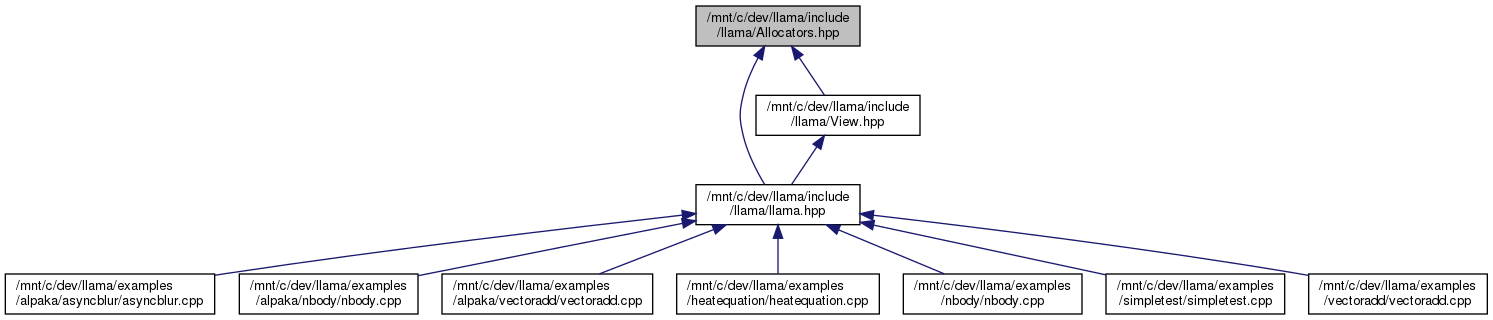 /mnt/c/dev/llama/include
/llama/Allocators.hpp
/mnt/c/dev/llama/include
/llama/View.hpp
/mnt/c/dev/llama/include
/llama/llama.hpp
/mnt/c/dev/llama/examples
/alpaka/asyncblur/asyncblur.cpp
/mnt/c/dev/llama/examples
/alpaka/nbody/nbody.cpp
/mnt/c/dev/llama/examples
/alpaka/vectoradd/vectoradd.cpp
/mnt/c/dev/llama/examples
/heatequation/heatequation.cpp
/mnt/c/dev/llama/examples
/nbody/nbody.cpp
/mnt/c/dev/llama/examples
/simpletest/simpletest.cpp
/mnt/c/dev/llama/examples
/vectoradd/vectoradd.cpp